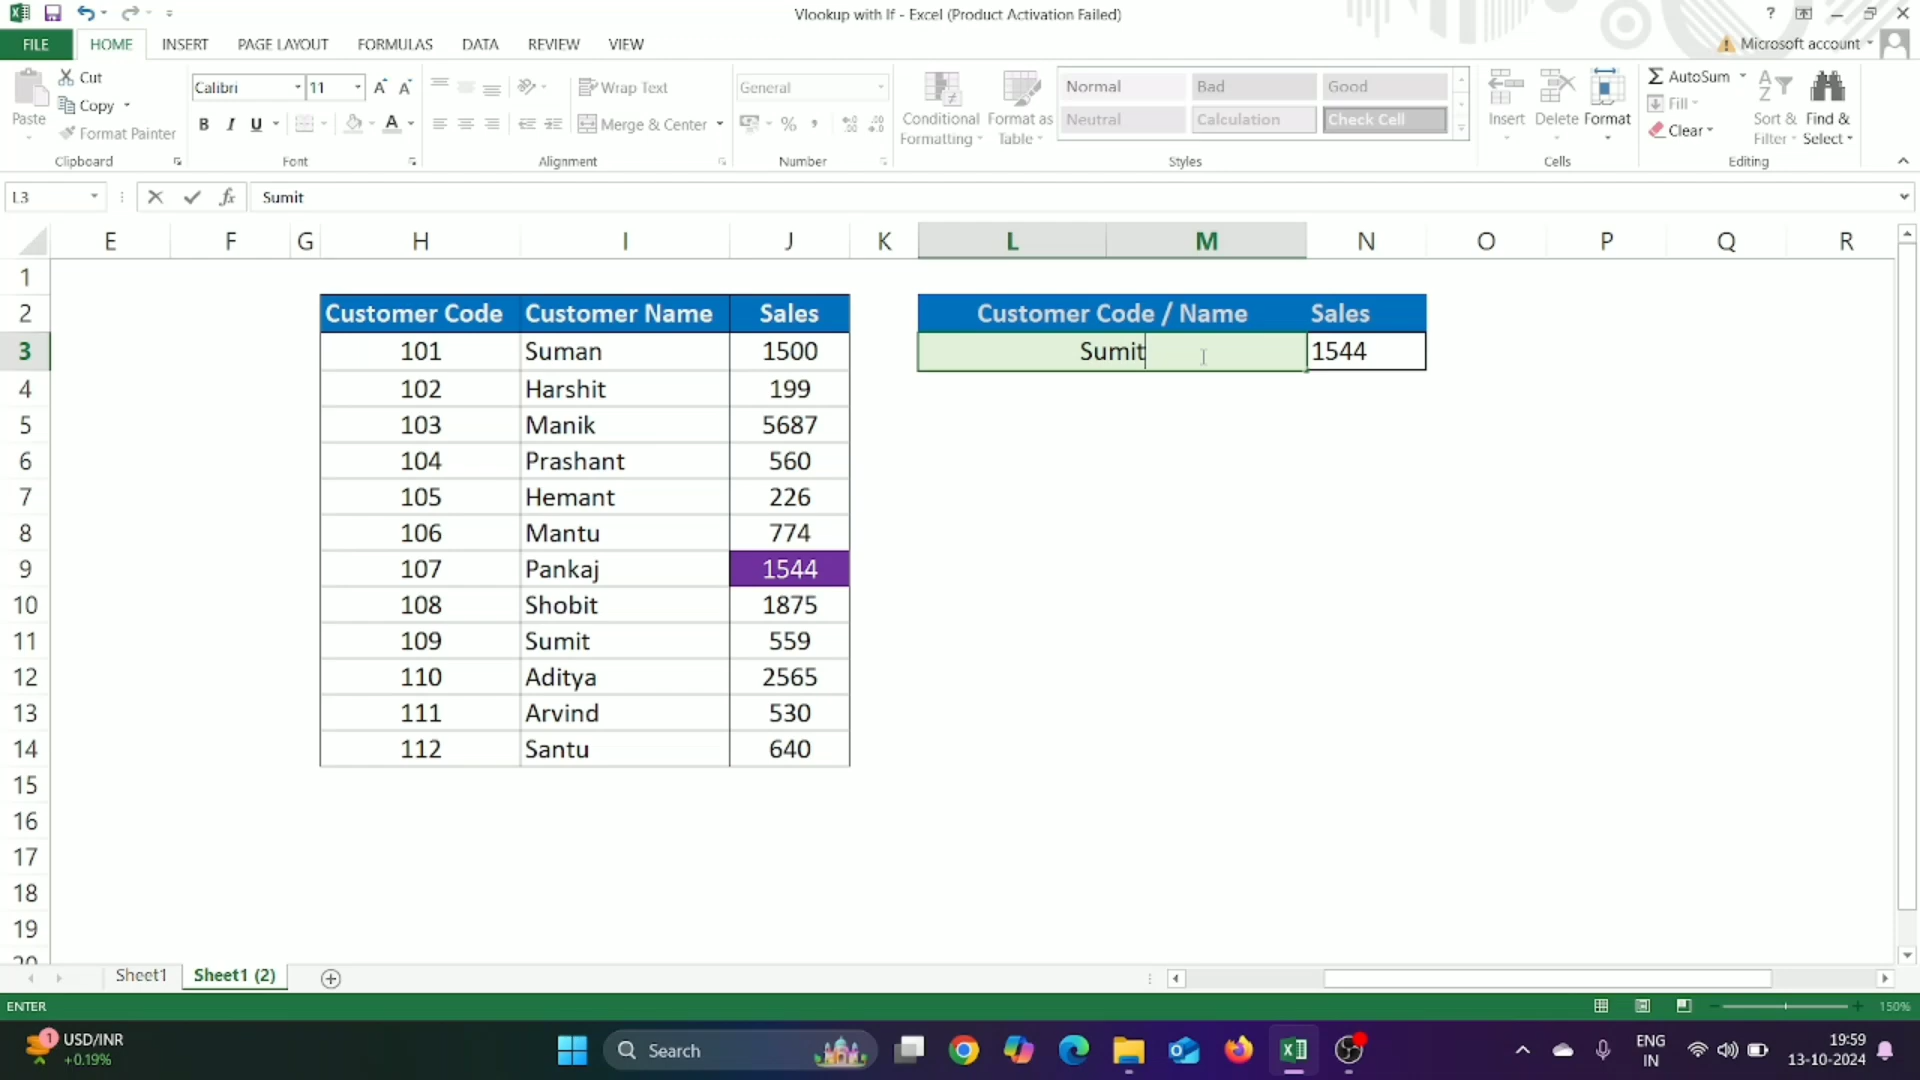 Vlookup with If - Excel (Product Activation Failed)
FILE HOME INSERT PAGE LAYOUT FORMULAS DATA REVIEW VIEW Microsoft account
Paste Cut Copy Format Painter Clipboard
Calibri 11 B I U A Font
Wrap Text Merge & Center Alignment
General % Number
Conditional Formatting Format as Table
Normal Bad Good
Neutral Calculation Check Cell
Styles
Insert Delete Format Cells
AutoSum Fill Clear Sort & Filter Find & Select Editing
L3 fx Sumit
E F G H I J K L M N O P Q R
1
2 Customer Code Customer Name Sales Customer Code / Name Sales
3 101 Suman 1500 Sumit 1544
4 102 Harshit 199
5 103 Manik 5687
6 104 Prashant 560
7 105 Hemant 226
8 106 Mantu 774
9 107 Pankaj 1544
10 108 Shobit 1875
11 109 Sumit 559
12 110 Aditya 2565
13 111 Arvind 530
14 112 Santu 640
15
16
17
18
19
20
Sheet1 Sheet1 (2)
ENTER 150%
1 USD/INR Search ENG 19:59
+0.19% IN 13-10-2024